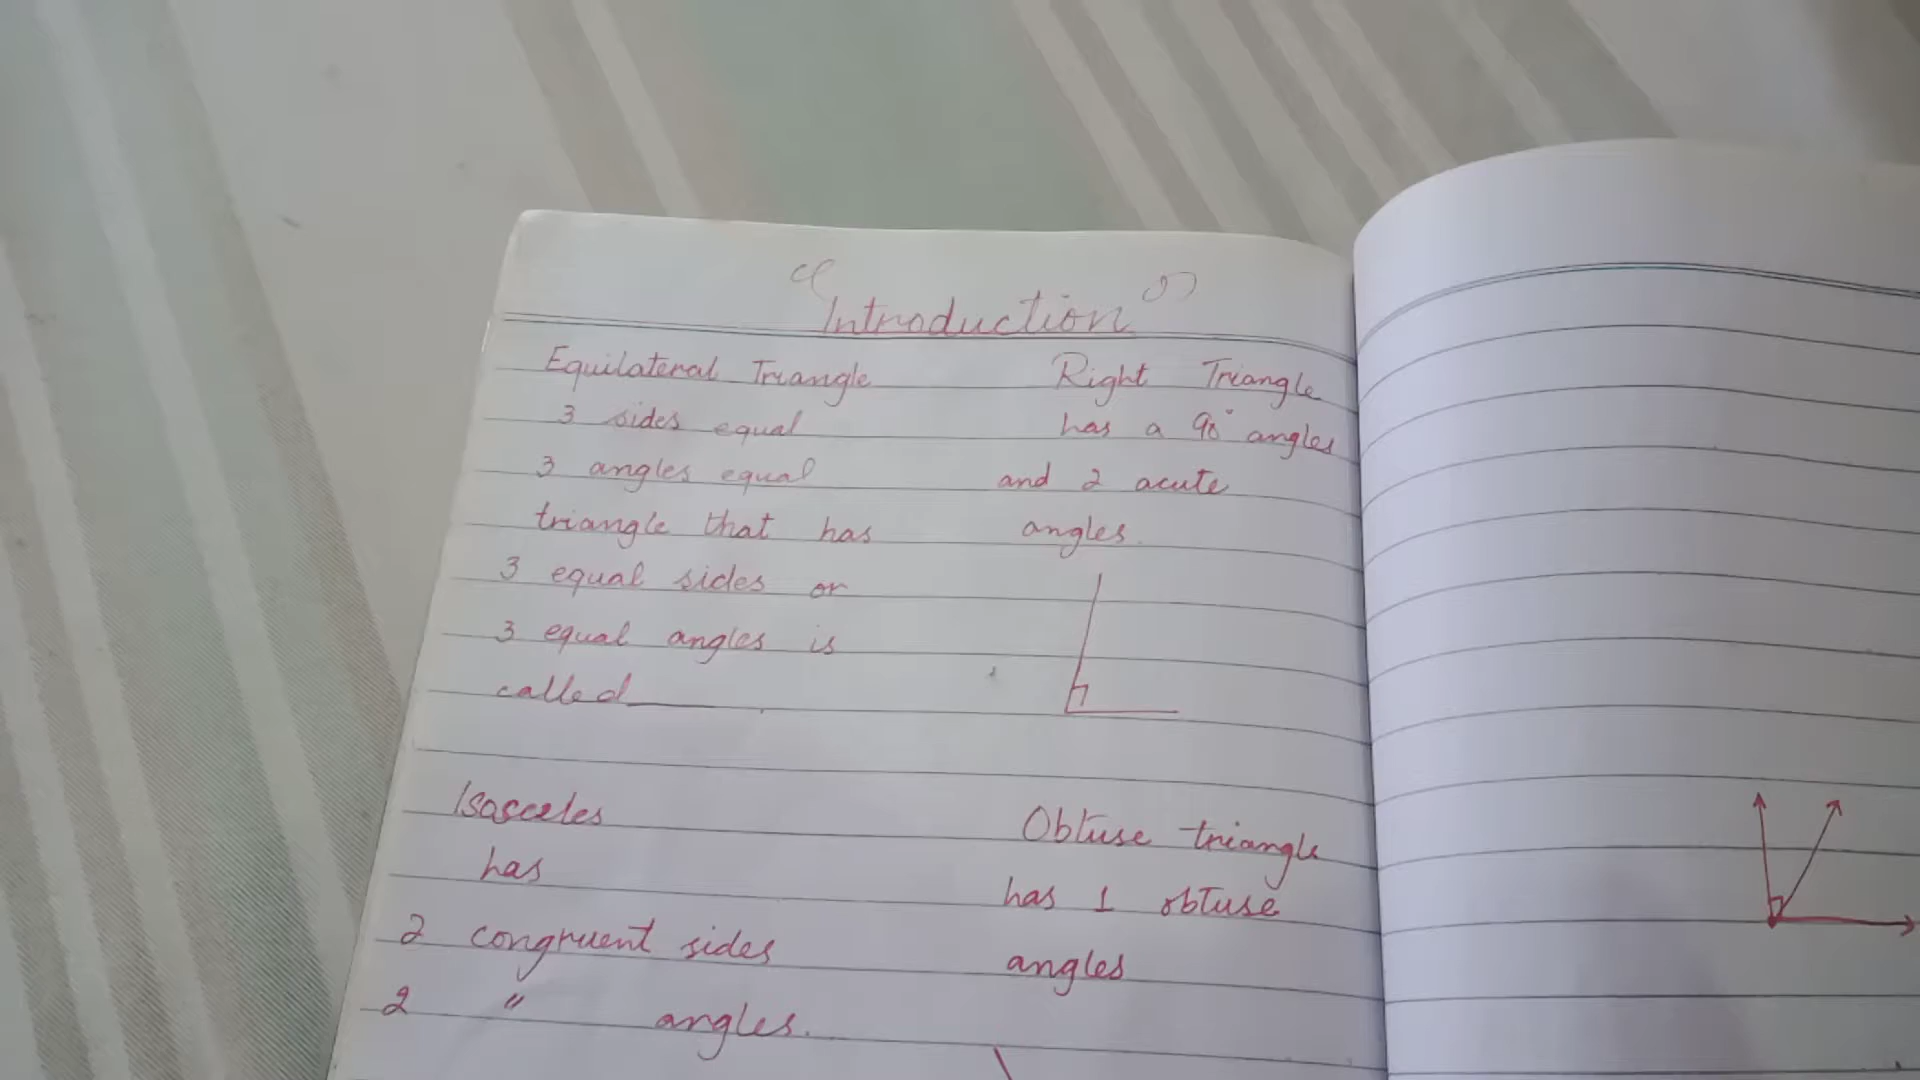 "Introduction"
Equilateral Triangle
3 sides equal
3 angles equal
triangle that has
3 equal sides or
3 equal angles is
called
Right Triangle
has a 90° angles
and 2 acute
angles.
Isosceles
has
2 congruent sides
2 " angles.
Obtuse triangle
has 1 obtuse
angles